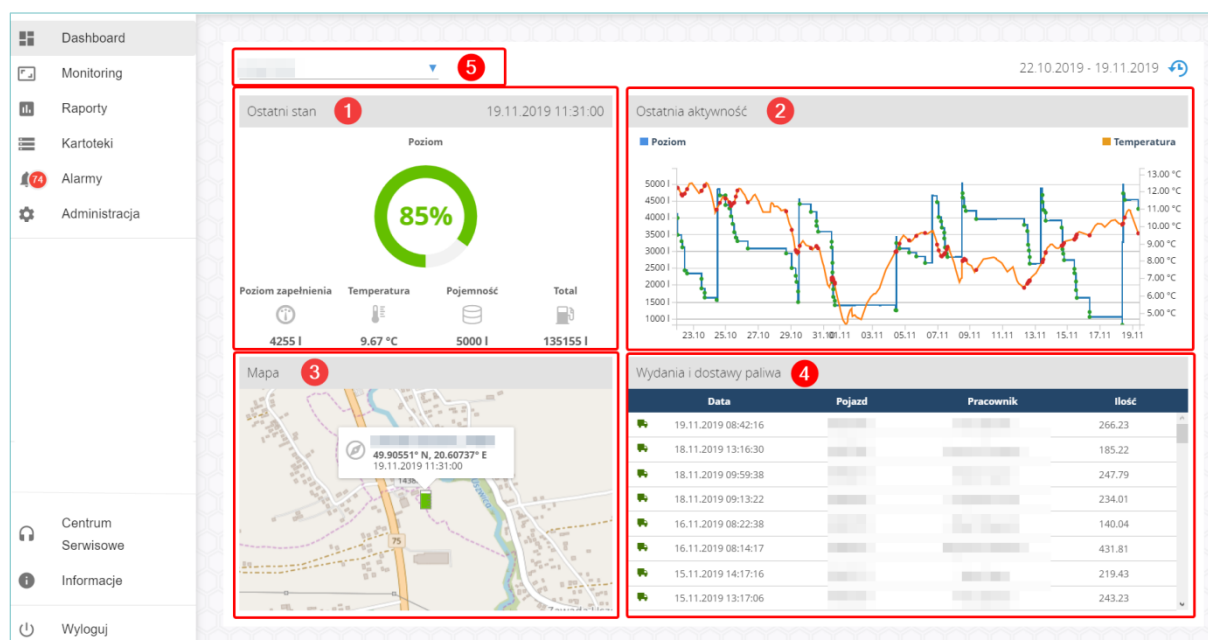 Dashboard
Monitoring
Raporty
Kartoteki
74
Alarmy
Administracja
Centrum
Serwisowe
Informacje
Wyloguj
5
22.10.2019 - 19.11.2019
Ostatni stan
1
19.11.2019 11:31:00
Poziom
85%
Poziom zapełnienia
Temperatura
Pojemność
Total
4255 l
9.67 °C
5000 l
135155 l
Ostatnia aktywność
2
Poziom
Temperatura
5000 l
4500 l
4000 l
3500 l
3000 l
2500 l
2000 l
1500 l
1000 l
13.00 °C
12.00 °C
11.00 °C
10.00 °C
9.00 °C
8.00 °C
7.00 °C
6.00 °C
5.00 °C
23.10 25.10 27.10 29.10 31.10 01.11 03.11 05.11 07.11 09.11 11.11 13.11 15.11 17.11 19.11
Mapa
3
49.90551° N, 20.60737° E
19.11.2019 11:31:00
75
Uszwica
Wydania i dostawy paliwa
4
Data Pojazd Pracownik Ilość
19.11.2019 08:42:16 266.23
18.11.2019 13:16:30 185.22
18.11.2019 09:59:38 247.79
18.11.2019 09:13:22 234.01
16.11.2019 08:22:38 140.04
16.11.2019 08:14:17 431.81
15.11.2019 14:17:16 219.43
15.11.2019 13:17:06 243.23